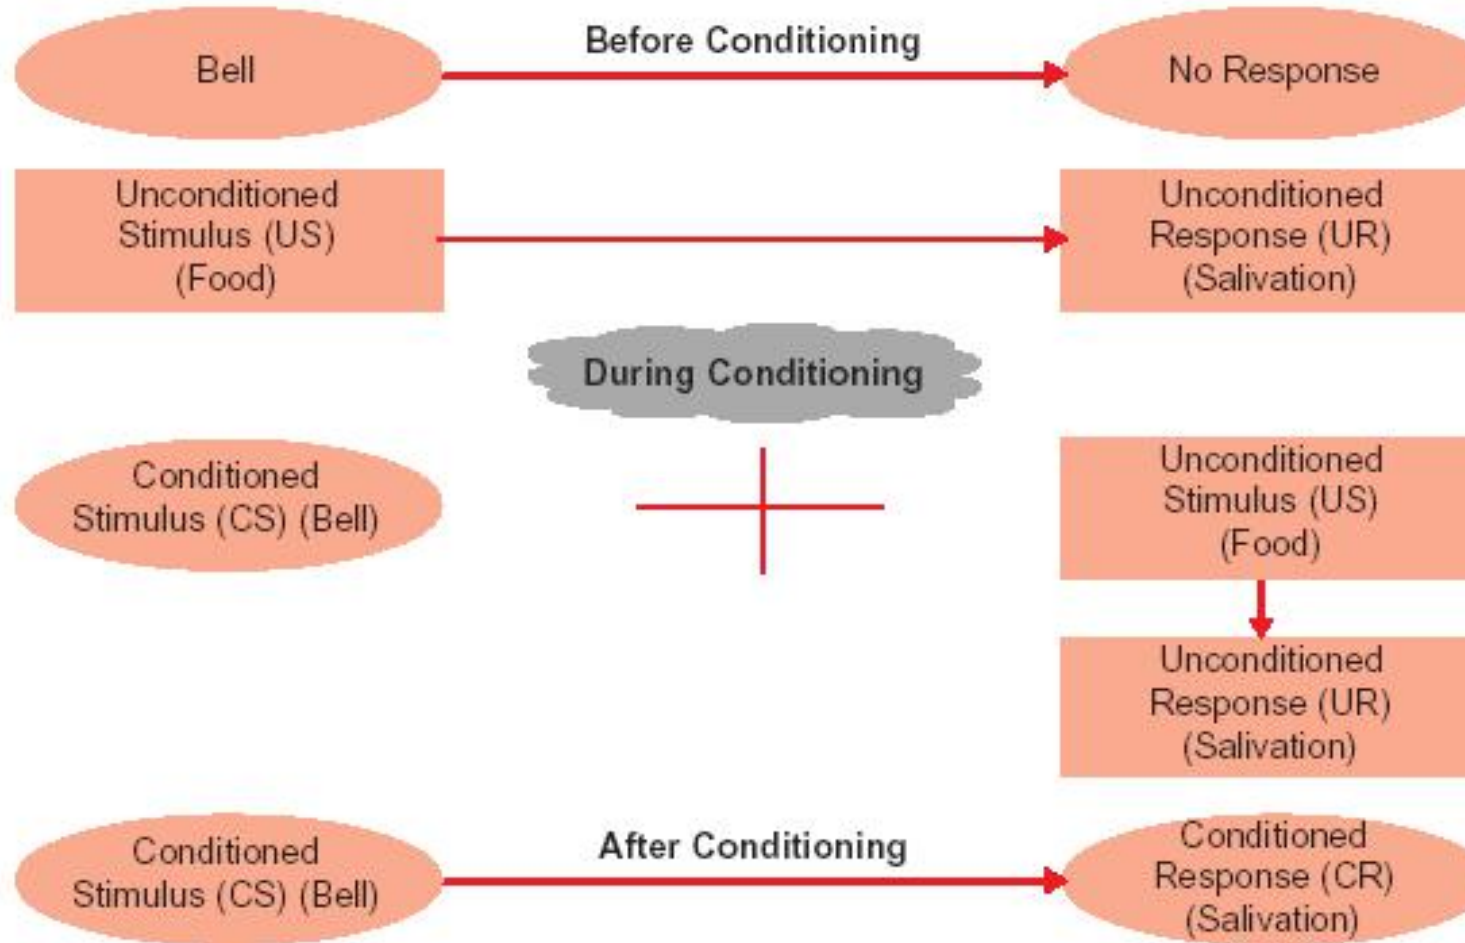 Bell
Before Conditioning
No Response
Unconditioned
Stimulus (US)
(Food)
Unconditioned
Response (UR)
(Salivation)
During Conditioning
Conditioned
Stimulus (CS) (Bell)
Unconditioned
Stimulus (US)
(Food)
Unconditioned
Response (UR)
(Salivation)
Conditioned
Stimulus (CS) (Bell)
After Conditioning
Conditioned
Response (CR)
(Salivation)